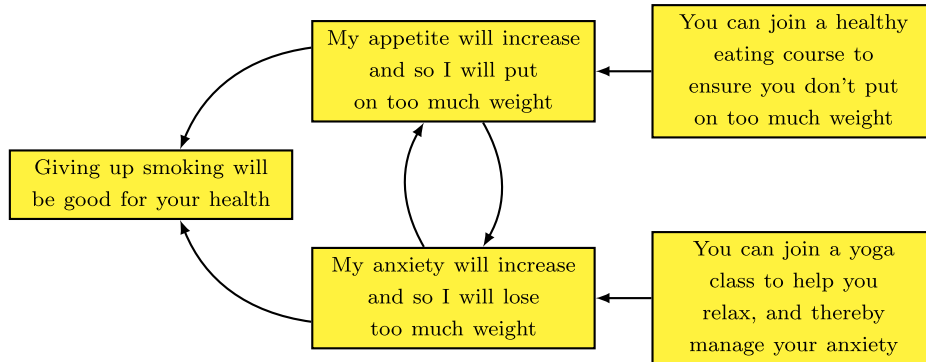 My appetite will increase
and so I will put
on too much weight
You can join a healthy
eating course to
ensure you don't put
on too much weight
Giving up smoking will
be good for your health
My anxiety will increase
and so I will lose
too much weight
You can join a yoga
class to help you
relax, and thereby
manage your anxiety